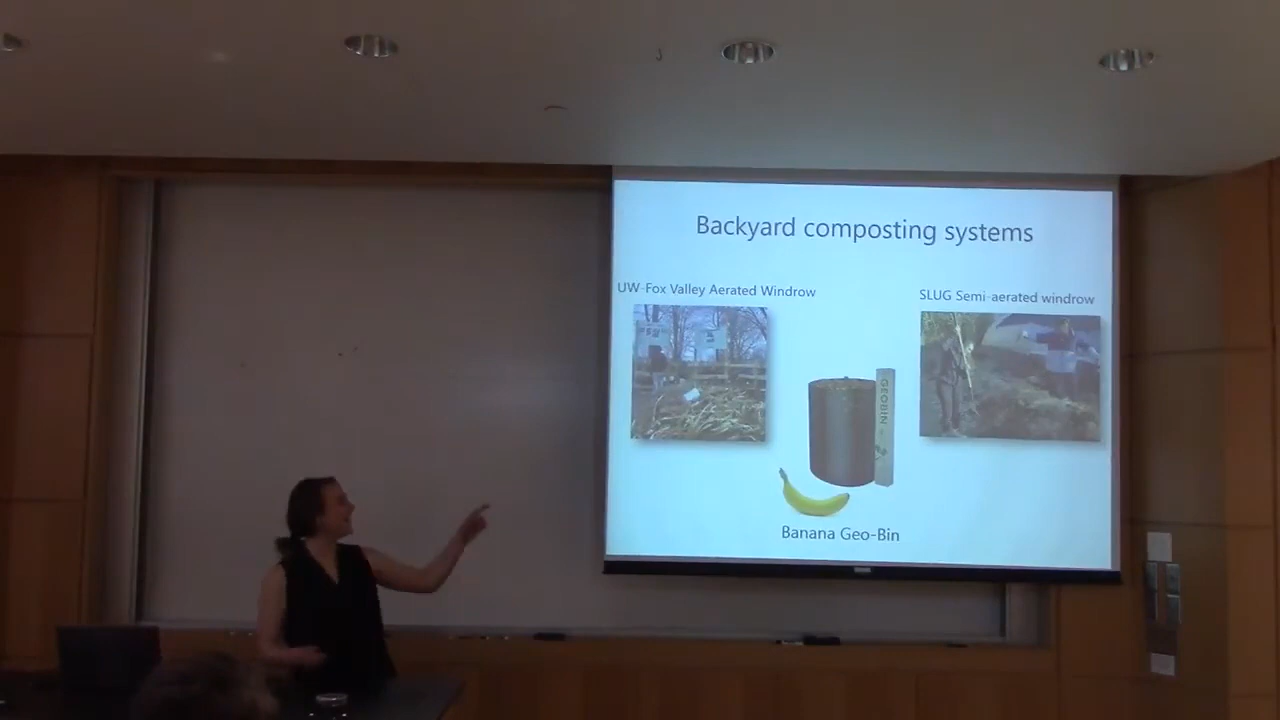 Backyard composting systems
UW-Fox Valley Aerated Windrow
SLUG Semi-aerated windrow
GEOBIN
Banana Geo-Bin